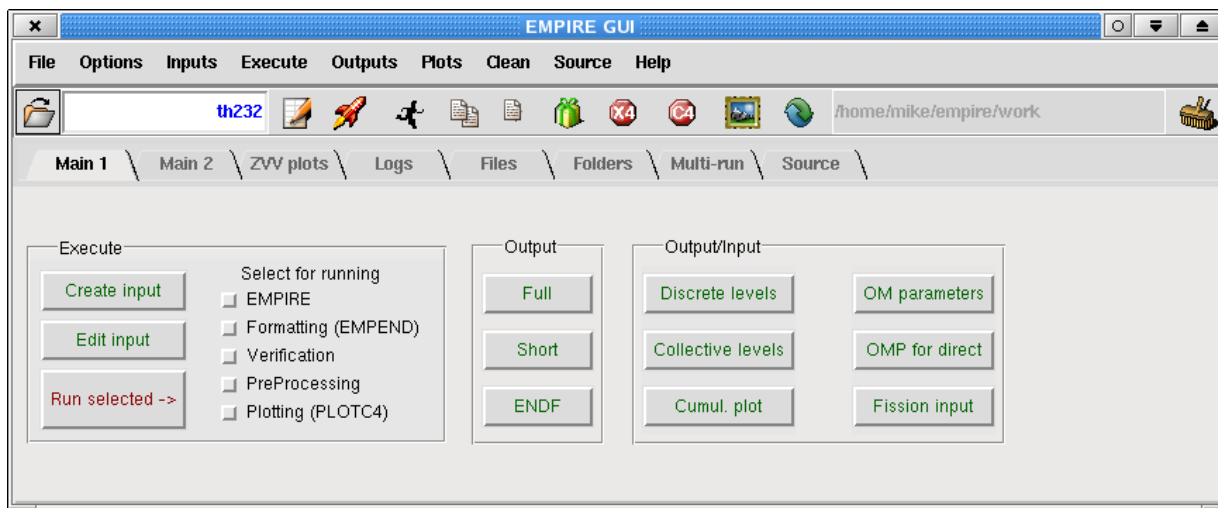 EMPIRE GUI
File Options Inputs Execute Outputs Plots Clean Source Help
th232 X4 C4 /home/mike/empire/work
Main 1 Main 2 ZVV plots Logs Files Folders Multi-run Source
Execute
Create input
Edit input
Run selected ->
Select for running
EMPIRE
Formatting (EMPEND)
Verification
PreProcessing
Plotting (PLOTC4)
Output
Full
Short
ENDF
Output/Input
Discrete levels OM parameters
Collective levels OMP for direct
Cumul. plot Fission input